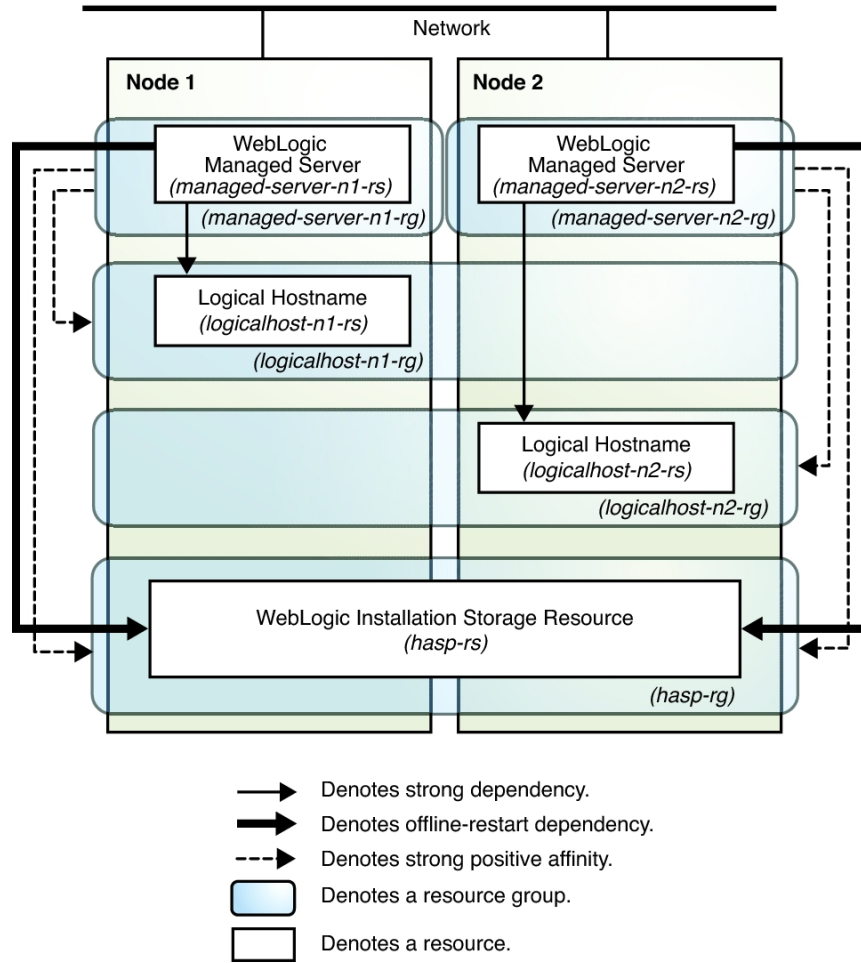 Network
Node 1
Node 2
WebLogic
Managed Server
(managed-server-n1-rs)
(managed-server-n1-rg)
WebLogic
Managed Server
(managed-server-n2-rs)
(managed-server-n2-rg)
Logical Hostname
(logicalhost-n1-rs)
(logicalhost-n1-rg)
Logical Hostname
(logicalhost-n2-rs)
(logicalhost-n2-rg)
WebLogic Installation Storage Resource
(hasp-rs)
(hasp-rg)
Denotes strong dependency.
Denotes offline-restart dependency.
Denotes strong positive affinity.
Denotes a resource group.
Denotes a resource.